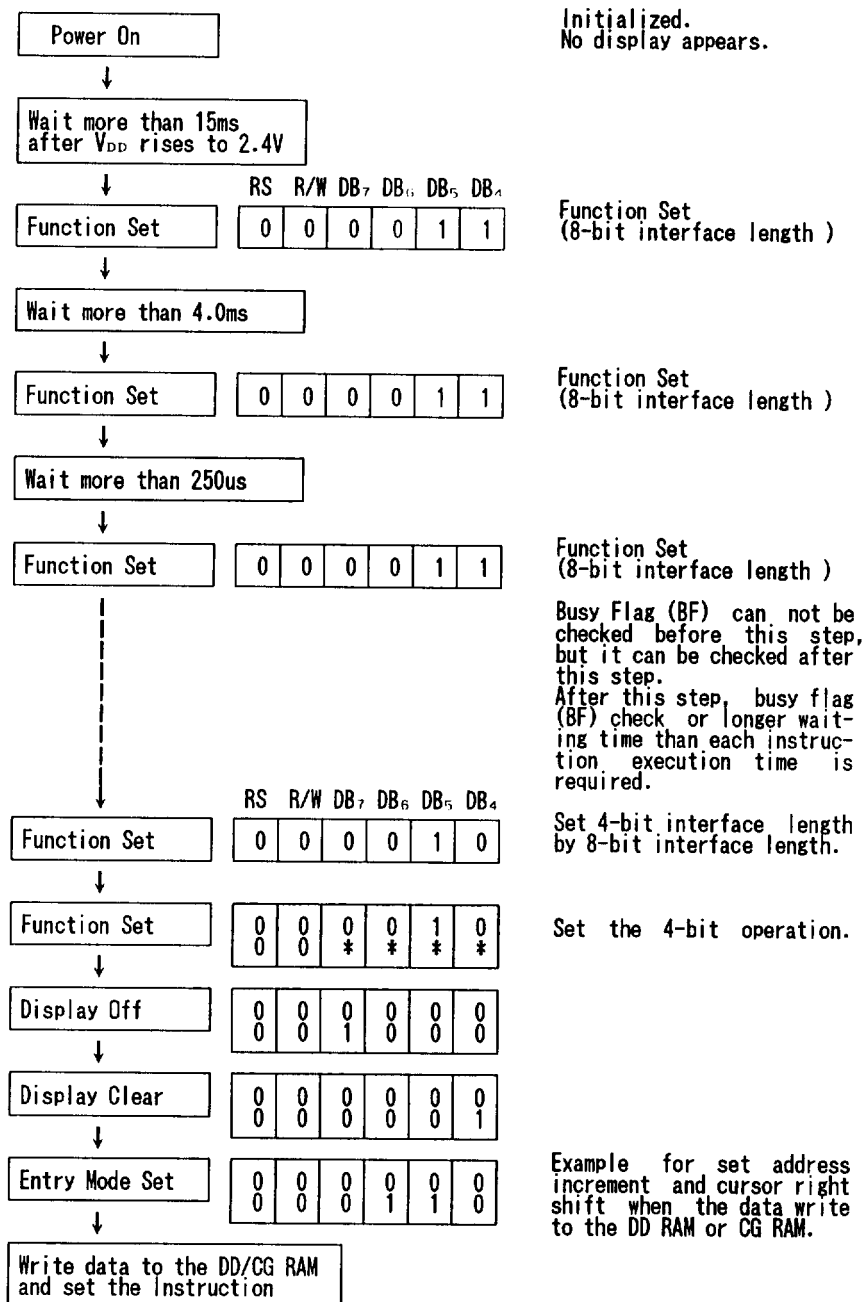 Power On
Initialized.
No display appears.
Wait more than 15ms
after VDD rises to 2.4V
RS R/W DB7 DB6 DB5 DB4
Function Set 0 0 0 0 1 1
Function Set
(8-bit interface length )
Wait more than 4.0ms
Function Set 0 0 0 0 1 1
Function Set
(8-bit interface length )
Wait more than 250us
Function Set 0 0 0 0 1 1
Function Set
(8-bit interface length )
Busy Flag (BF) can not be
checked before this step,
but it can be checked after
this step.
After this step, busy flag
(BF) check or longer wait-
ing time than each instruc-
tion execution time is
required.
RS R/W DB7 DB6 DB5 DB4
Function Set 0 0 0 0 1 0
Set 4-bit interface length
by 8-bit interface length.
Function Set
0 0 0 0 1 0
0 0 * * * *
Set the 4-bit operation.
Display Off
0 0 0 0 0 0
0 0 1 0 0 0
Display Clear
0 0 0 0 0 0
0 0 0 0 0 1
Entry Mode Set
0 0 0 0 0 0
0 0 0 1 1 0
Example for set address
increment and cursor right
shift when the data write
to the DD RAM or CG RAM.
Write data to the DD/CG RAM
and set the Instruction